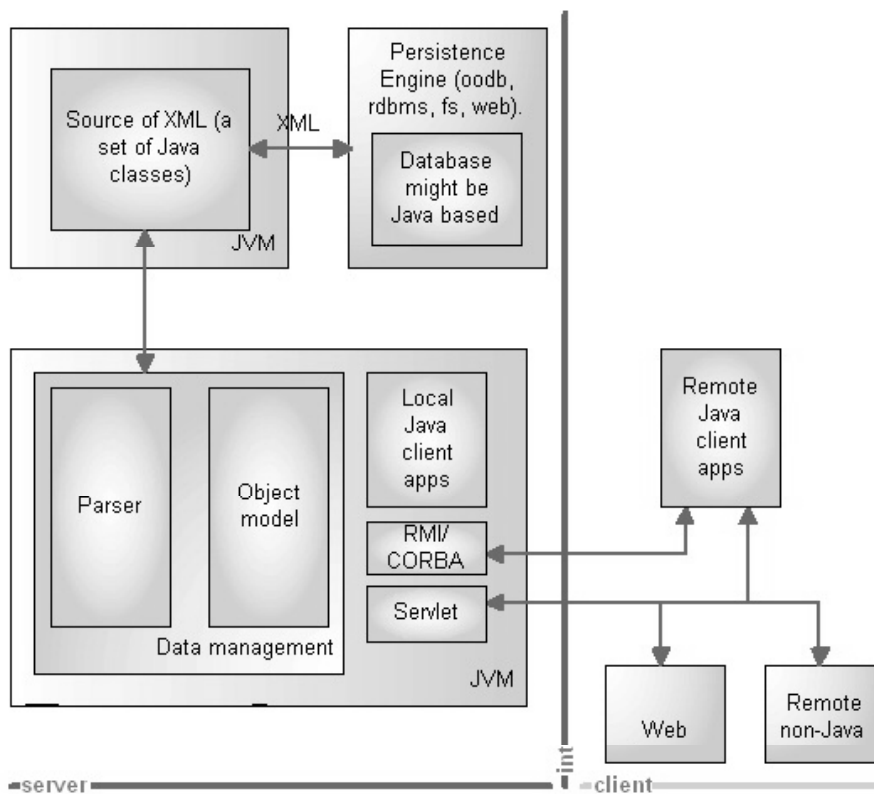 Source of XML (a
set of Java
classes)
JVM
XML
Persistence
Engine (oodb,
rdbms, fs, web).
Database
might be
Java based
Parser
Object
model
Data management
Local
Java
client
apps
RMI/
CORBA
Servlet
JVM
Remote
Java
client
apps
Web
Remote
non-Java
server
int
client